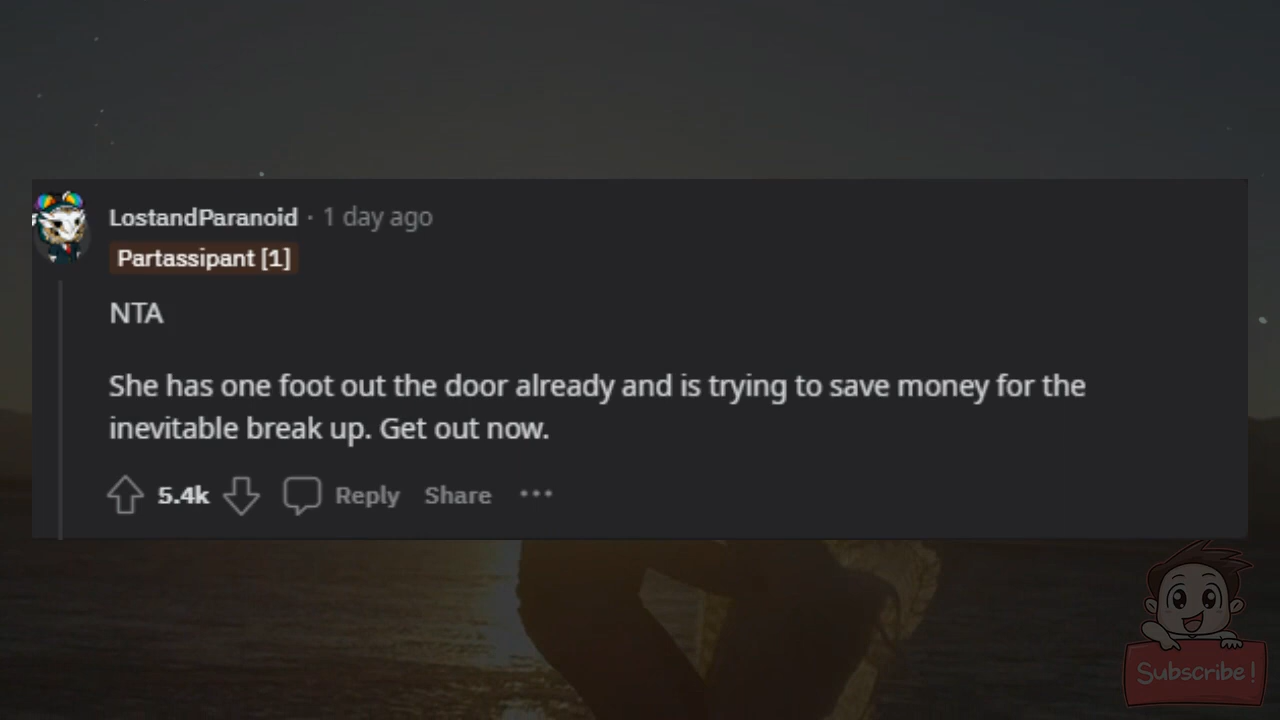 LostandParanoid · 1 day ago
Partassipant [1]
NTA
She has one foot out the door already and is trying to save money for the
inevitable break up. Get out now.
5.4k Reply Share ...
Subscribe!